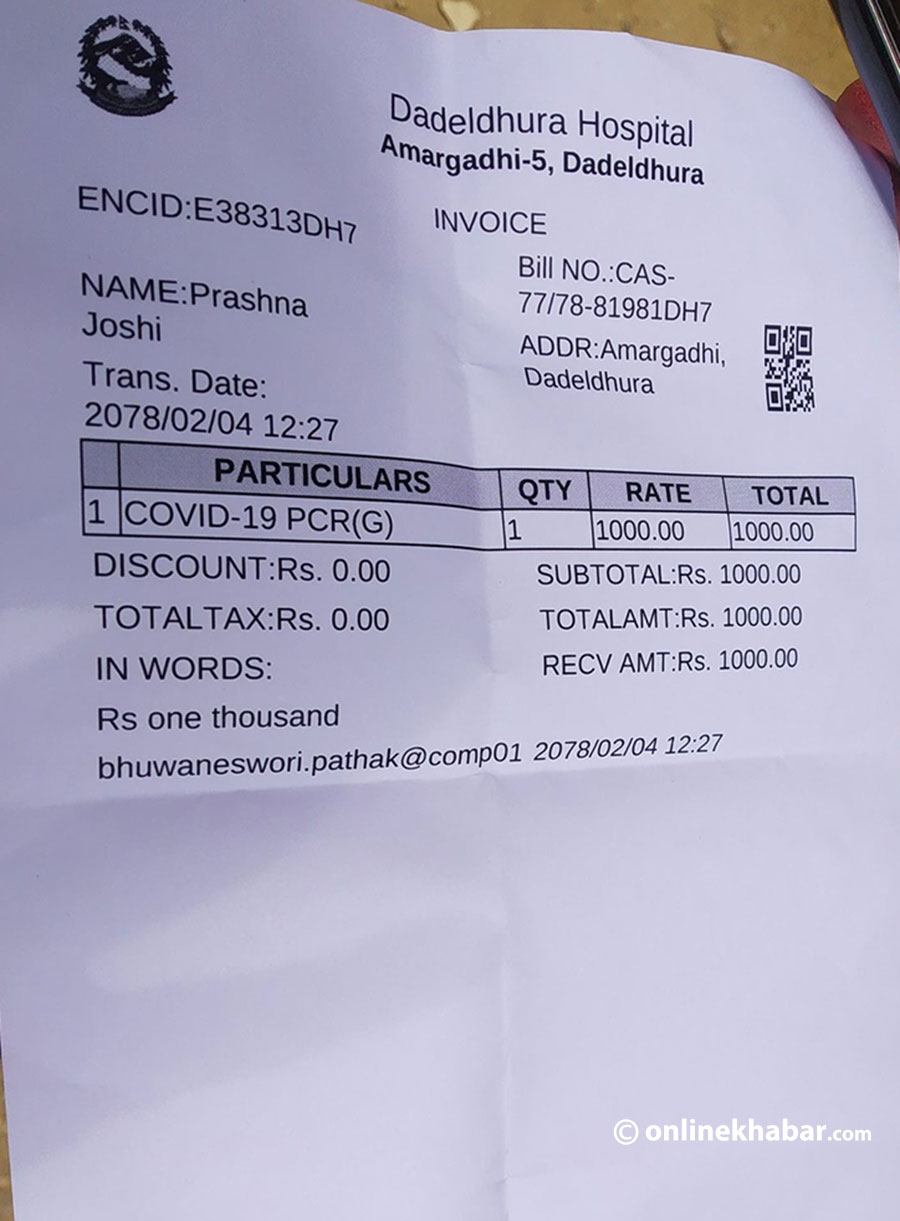 Dadeldhura Hospital
Amargadhi-5, Dadeldhura
ENCID:E38313DH7
INVOICE
NAME:Prashna
Joshi
Trans. Date:
2078/02/04 12:27
Bill NO.:CAS-
77/78-81981DH7
ADDR:Amargadhi,
Dadeldhura
PARTICULARS QTY RATE TOTAL
1 COVID-19 PCR(G) 1 1000.00 1000.00
DISCOUNT:Rs. 0.00
SUBTOTAL:Rs. 1000.00
TOTALTAX:Rs. 0.00
TOTALAMT:Rs. 1000.00
IN WORDS:
RECV AMT:Rs. 1000.00
Rs one thousand
bhuwaneswori.pathak@comp01 2078/02/04 12:27
© onlinekhabar.com